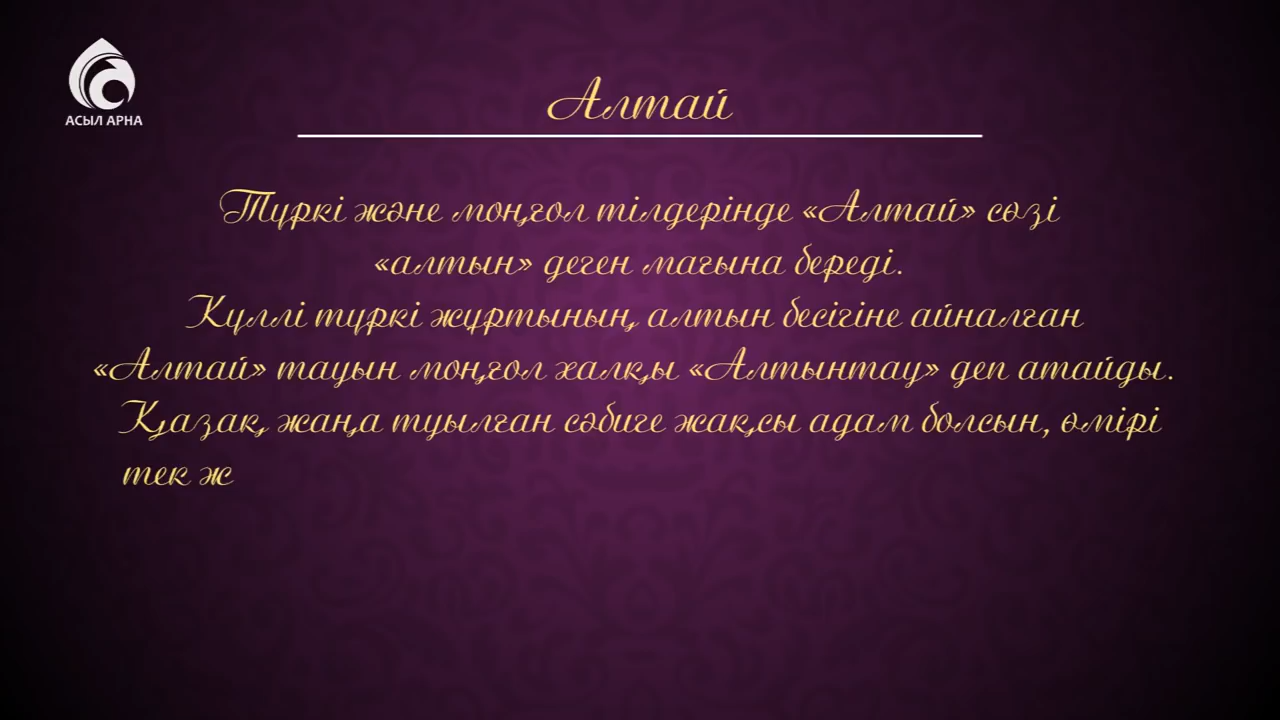 АСЫЛ АРНА
Алтай
Түркі және моңғол тілдерінде «Алтай» сөзі
«алтын» деген мағына береді.
Күллі түркі жұртының алтын бесігіне айналған
«Алтай» тауын моңғол халқы «Алтынтау» деп атайды.
Қазақ жаңа туылған сәбиге жақсы адам болсын, өмірі
тек ж